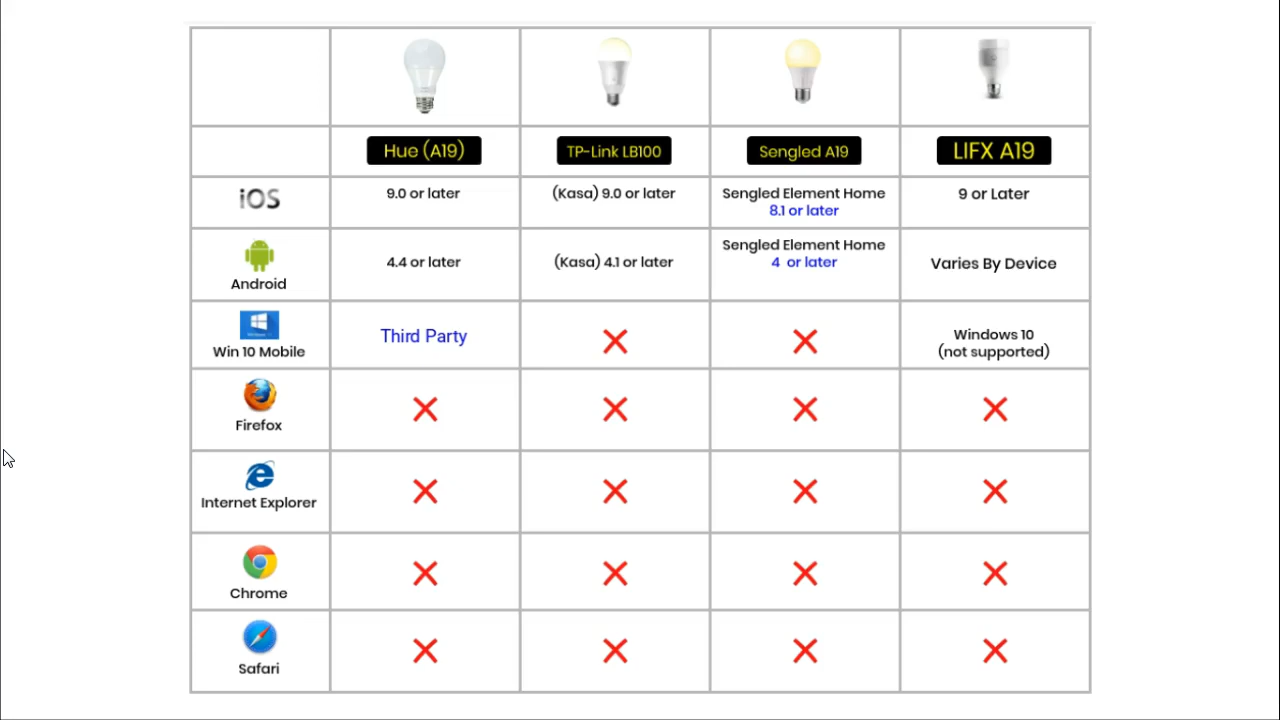 Hue (A19)
TP-Link LB100
Sengled A19
LIFX A19
iOS
9.0 or later
(Kasa) 9.0 or later
Sengled Element Home
8.1 or later
9 or Later
Android
4.4 or later
(Kasa) 4.1 or later
Sengled Element Home
4 or later
Varies By Device
Win 10 Mobile
Third Party
Windows 10
(not supported)
Firefox
Internet Explorer
Chrome
Safari